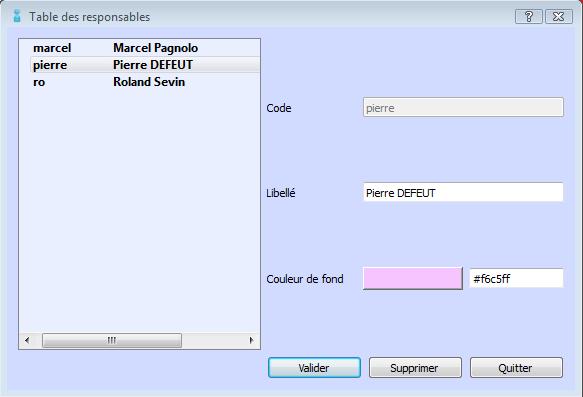 Table des responsables
marcel Marcel Pagnolo
pierre Pierre DEFEUT
ro Roland Sevin
Code pierre
Libellé Pierre DEFEUT
Couleur de fond #f6c5ff
Valider Supprimer Quitter